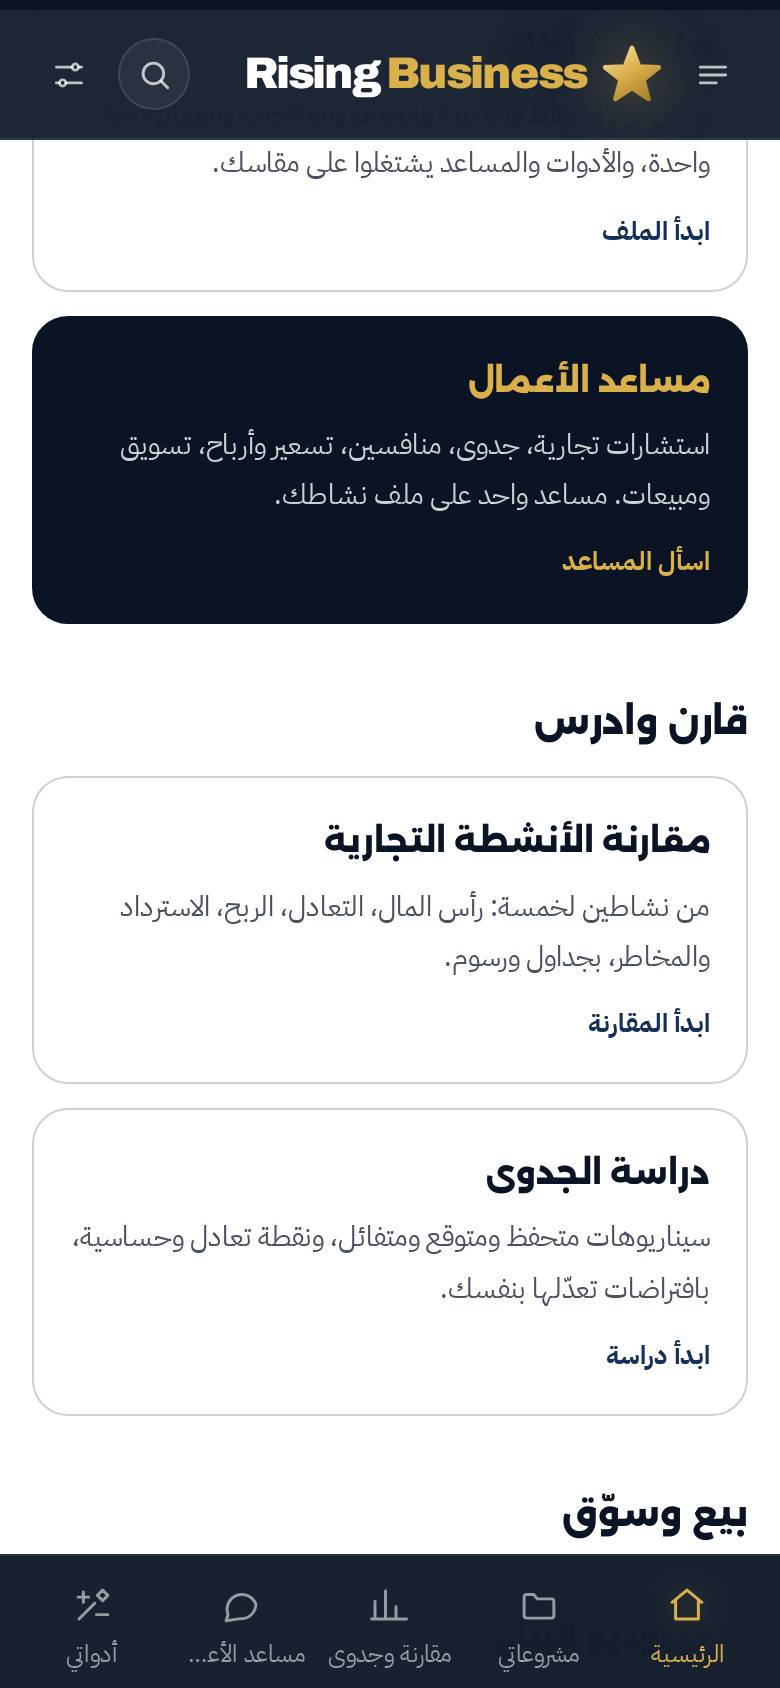 Rising Business
واحدة، والأدوات والمساعد يشتغلوا على مقاسك.
ابدأ الملف
مساعد الأعمال
استشارات تجارية، جدوى، منافسين، تسعير وأرباح، تسويق
ومبيعات. مساعد واحد على ملف نشاطك.
اسأل المساعد
قارن وادرس
مقارنة الأنشطة التجارية
من نشاطين لخمسة: رأس المال، التعادل، الربح، الاسترداد
والمخاطر، بجداول ورسوم.
ابدأ المقارنة
دراسة الجدوى
سيناريوهات متحفظ ومتوقع ومتفائل، ونقطة تعادل وحساسية،
بافتراضات تعدّلها بنفسك.
ابدأ دراسة
بيع وسوّق
الرئيسية
مشروعاتي
مقارنة وجدوى
مساعد الأع...
أدواتي